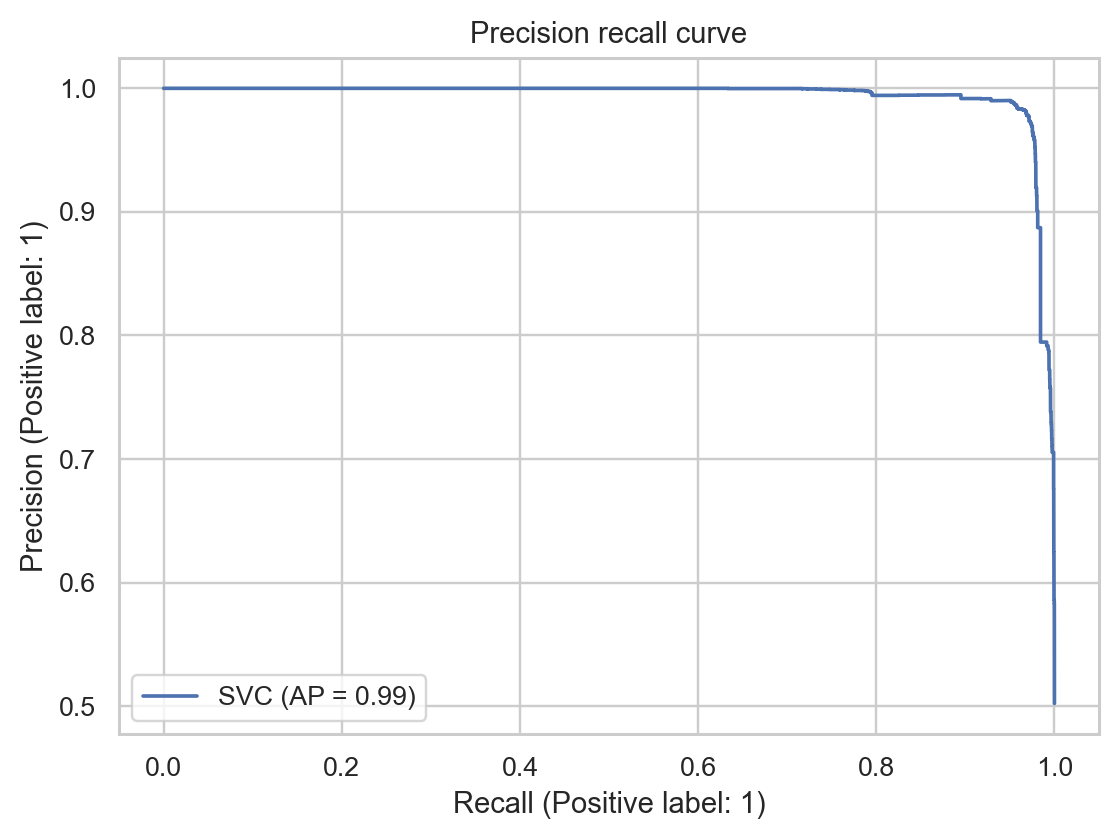 Precision recall curve
1.0
0.9
0.8
0.7
0.6
0.5
Precision (Positive label: 1)
SVC (AP = 0.99)
0.0 0.2 0.4 0.6 0.8 1.0
Recall (Positive label: 1)